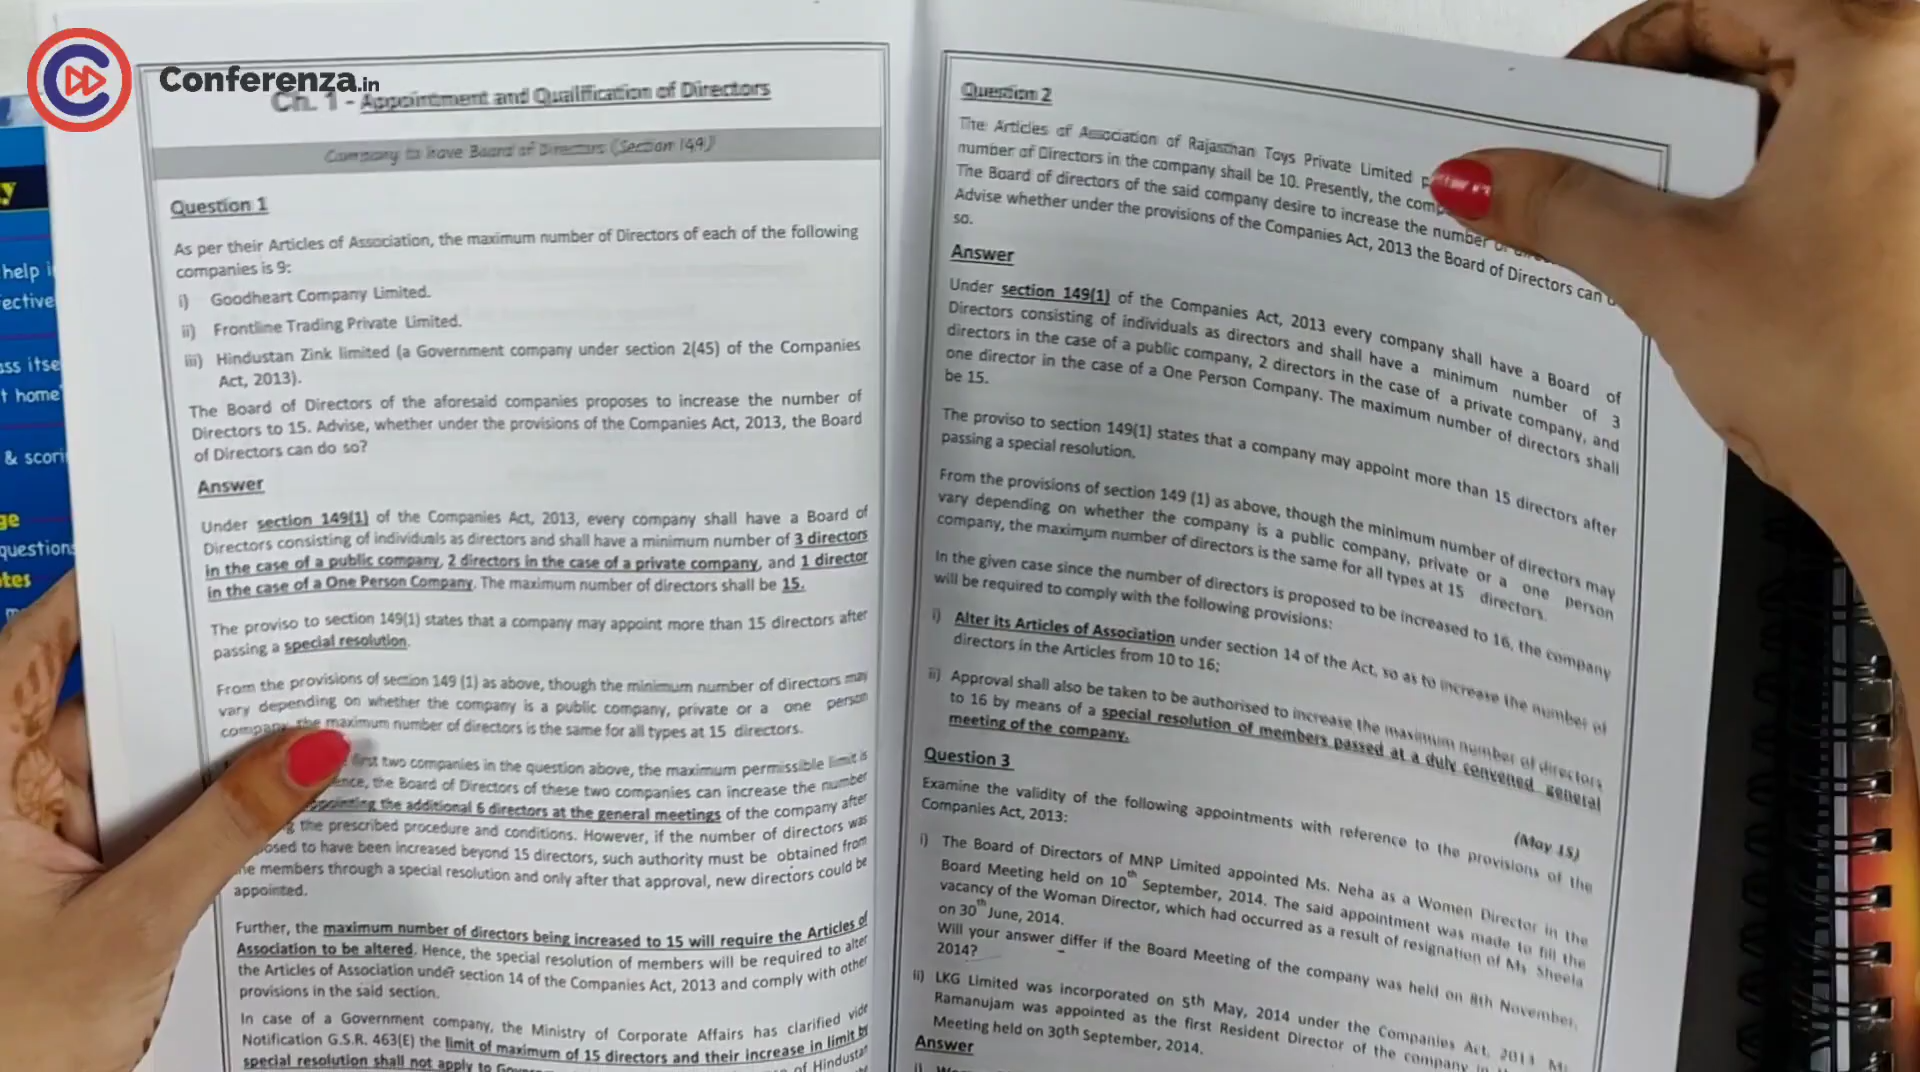 Conferenza.in
Ch. 1 - Appointment and Qualification of Directors
Company to have Board of Directors (Section 149)
Question 1
As per their Articles of Association, the maximum number of Directors of each of the following
companies is 9:
i) Goodheart Company Limited.
ii) Frontline Trading Private Limited.
iii) Hindustan Zink limited (a Government company under section 2(45) of the Companies
Act, 2013).
The Board of Directors of the aforesaid companies proposes to increase the number of
Directors to 15. Advise, whether under the provisions of the Companies Act, 2013, the Board
of Directors can do so?
Answer
Under section 149(1) of the Companies Act, 2013, every company shall have a Board of
Directors consisting of individuals as directors and shall have a minimum number of 3 directors
in the case of a public company, 2 directors in the case of a private company, and 1 director
in the case of a One Person Company. The maximum number of directors shall be 15.
The proviso to section 149(1) states that a company may appoint more than 15 directors after
passing a special resolution.
From the provisions of section 149 (1) as above, though the minimum number of directors may
vary depending on whether the company is a public company, private or a one person
company, the maximum number of directors is the same for all types at 15 directors.
first two companies in the question above, the maximum permissible limit is
the Board of Directors of these two companies can increase the number
appointing the additional 6 directors at the general meetings of the company after
the prescribed procedure and conditions. However, if the number of directors was
to have been increased beyond 15 directors, such authority must be obtained from
members through a special resolution and only after that approval, new directors could be
appointed.
Further, the maximum number of directors being increased to 15 will require the Articles of
Association to be altered. Hence, the special resolution of members will be required to alter
the Articles of Association under section 14 of the Companies Act, 2013 and comply with other
provisions in the said section.
In case of a Government company, the Ministry of Corporate Affairs has clarified vide
Notification G.S.R. 463(E) the limit of maximum of 15 directors and their increase in limit by
special resolution shall not apply to
of Hindustan
Question 2
The Articles of Association of Rajasthan Toys Private Limited
number of Directors in the company shall be 10. Presently, the
The Board of directors of the said company desire to increase the number
Advise whether under the provisions of the Companies Act, 2013 the Board of Directors can
so.
Answer
Under section 149(1) of the Companies Act, 2013 every company shall have a Board of
Directors consisting of individuals as directors and shall have a minimum number of 3
directors in the case of a public company, 2 directors in the case of a private company, and
one director in the case of a One Person Company. The maximum number of directors shall
be 15.
The proviso to section 149(1) states that a company may appoint more than 15 directors after
passing a special resolution.
From the provisions of section 149 (1) as above, though the minimum number of directors may
vary depending on whether the company is a public company, private or a one person
company, the maximum number of directors is the same for all types at 15 directors.
In the given case since the number of directors is proposed to be increased to 16, the company
will be required to comply with the following provisions:
i) Alter its Articles of Association under section 14 of the Act, so as to increase the number of
directors in the Articles from 10 to 16;
ii) Approval shall also be taken to be authorised to increase the maximum number of directors
to 16 by means of a special resolution of members passed at a duly convened general
meeting of the company.
(May 15)
Question 3
Examine the validity of the following appointments with reference to the provisions of the
Companies Act, 2013:
i) The Board of Directors of MNP Limited appointed Ms. Neha as a Women Director in the
Board Meeting held on 10th September, 2014. The said appointment was made to fill the
vacancy of the Woman Director, which had occurred as a result of resignation of Ms Sheela
on 30th June, 2014.
Will your answer differ if the Board Meeting of the company was held on 8th November,
2014?
ii) LKG Limited was incorporated on 5th May, 2014 under the Companies Act, 2013
Ramanujam was appointed as the first Resident Director of the company in
Meeting held on 30th September, 2014.
Answer
help
& scori
question